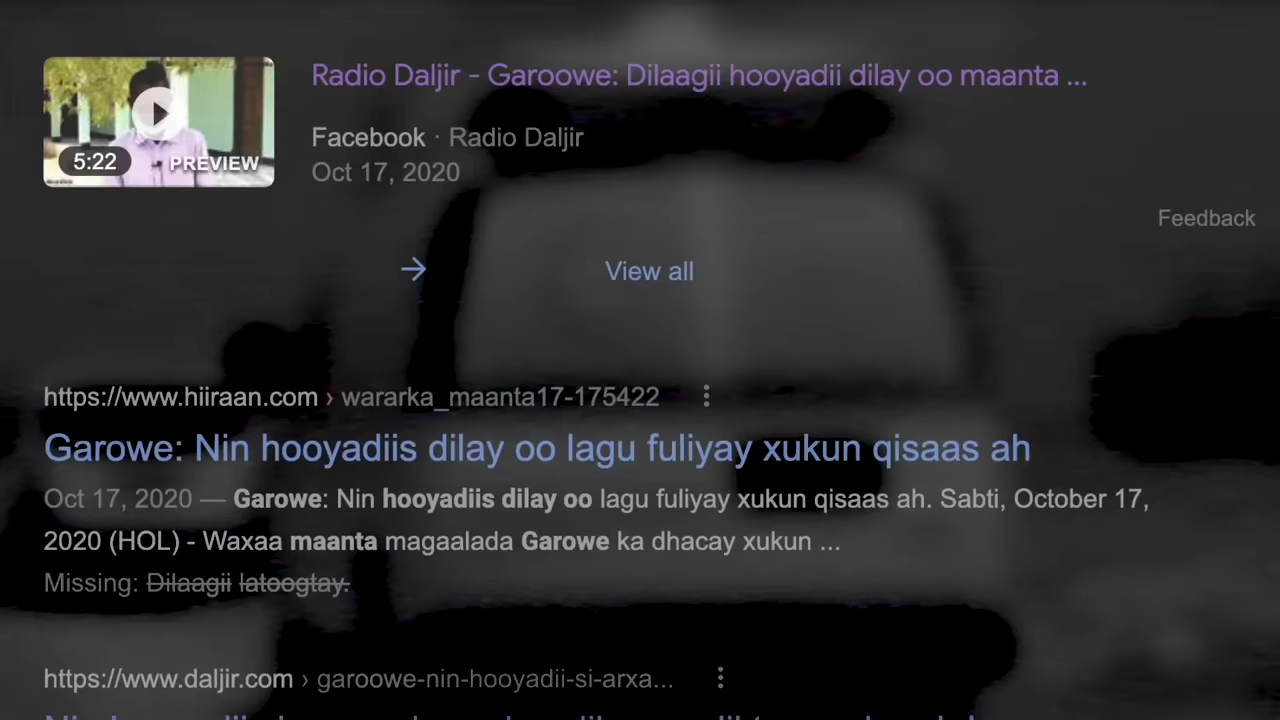 Radio Daljir - Garoowe: Dilaagii hooyadii dilay oo maanta ...
5:22
PREVIEW
Facebook · Radio Daljir
Oct 17, 2020
Feedback
→ View all
https://www.hiiraan.com › wararka_maanta17-175422
Garowe: Nin hooyadiis dilay oo lagu fuliyay xukun qisaas ah
Oct 17, 2020 — Garowe: Nin hooyadiis dilay oo lagu fuliyay xukun qisaas ah. Sabti, October 17,
2020 (HOL) - Waxaa maanta magaalada Garowe ka dhacay xukun ...
Missing: Dilaagii latoogtay.
https://www.daljir.com › garoowe-nin-hooyadii-si-arxa...